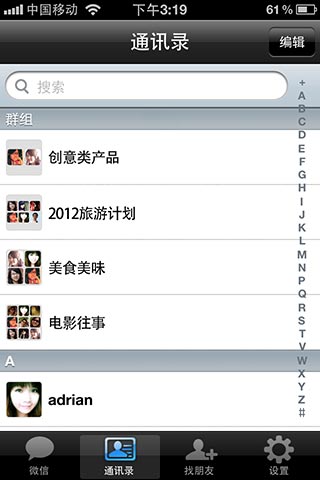 中国移动 下午3:19 61%
通讯录 编辑
搜索
群组
创意类产品
2012旅游计划
美食美味
电影往事
A
adrian
+
A
B
C
D
E
F
G
H
I
J
K
L
M
N
P
Q
R
S
T
V
W
X
Y
Z
#
微信 通讯录 找朋友 设置